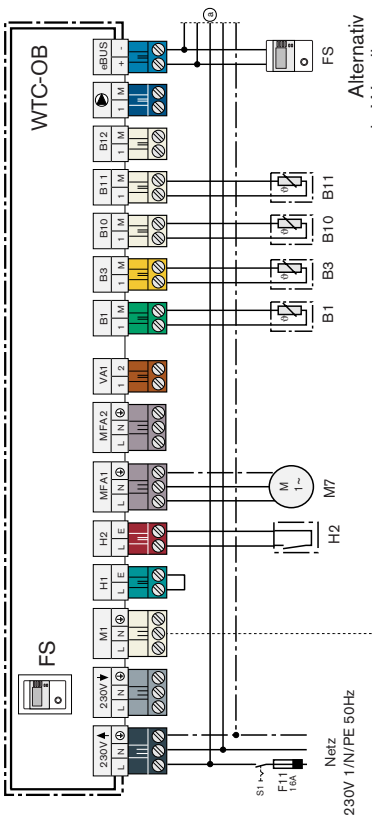 WTC-OB
FS
230V
L N
230V
L N
M1
L N
H1
L E
H2
L E
MFA1
L N
MFA2
L N
VA1
1 2
B1
1 M
B3
1 M
B10
1 M
B11
1 M
B12
1 M
1 M
eBUS
+ -
a
S1
F11
16A
M
1~
ϑ
ϑ
ϑ
ϑ
Netz
230V 1/N/PE 50Hz
H2
M7
B1
B3
B10
B11
FS
Alternativ